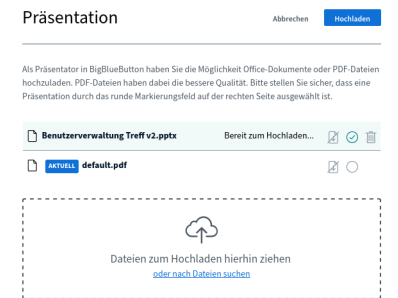 Präsentation
Abbrechen
Hochladen
Als Präsentator in BigBlueButton haben Sie die Möglichkeit Office-Dokumente oder PDF-Dateien
hochzuladen. PDF-Dateien haben dabei die bessere Qualität. Bitte stellen Sie sicher, dass eine
Präsentation durch das runde Markierungsfeld auf der rechten Seite ausgewählt ist.
Benutzerverwaltung Treff v2.pptx Bereit zum Hochladen...
AKTUELL default.pdf
Dateien zum Hochladen hierhin ziehen
oder nach Dateien suchen